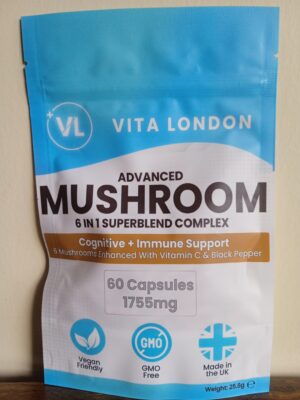 VL
VITA LONDON
ADVANCED
MUSHROOM
6 IN 1 SUPERBLEND COMPLEX
Cognitive + Immune Support
6 Mushrooms Enhanced With Vitamin C & Black Pepper
60 Capsules
1755mg
Vegan
Friendly
GMO
GMO
Free
Made in
the UK
Weight: 25.5g